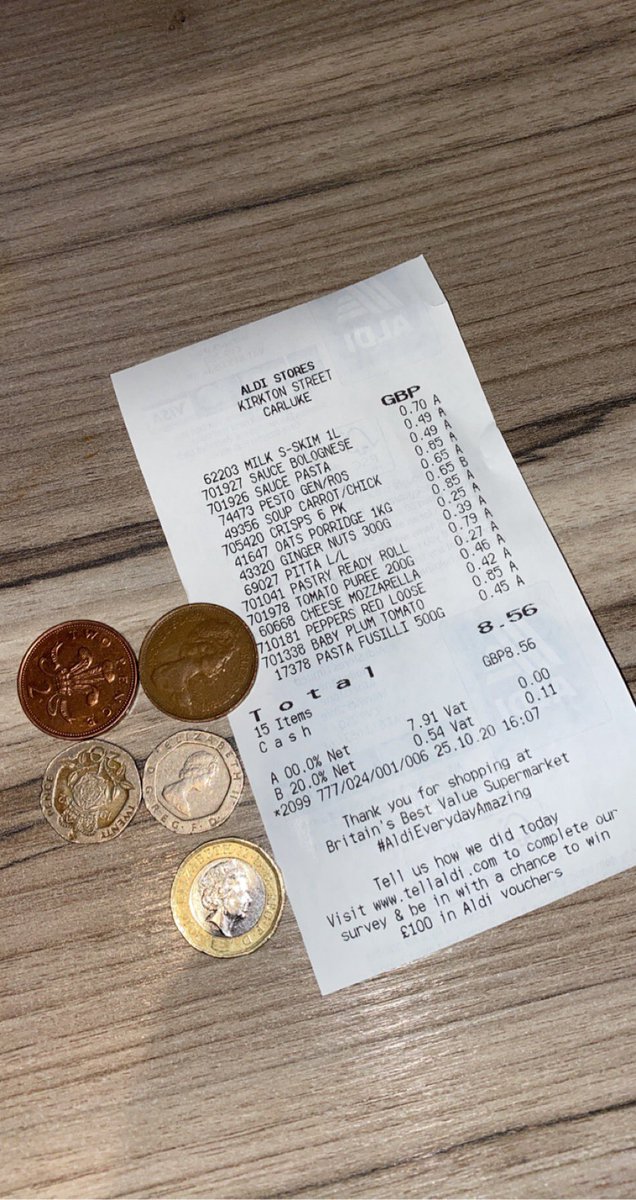 ALDI STORES
KIRKTON STREET
CARLUKE
GBP
62203 MILK S-SKIM 1L 0.70 A
701927 SAUCE BOLOGNESE 0.49 A
701926 SAUCE PASTA 0.49 A
74473 PESTO GEN/ROS 0.85 A
49356 SOUP CARROT/CHICK 0.65 A
705420 CRISPS 6 PK 0.65 B
41647 OATS PORRIDGE 1KG 0.85 A
43320 GINGER NUTS 300G 0.25 A
69027 PITTA L/L 0.39 A
701041 PASTRY READY ROLL 0.79 A
701978 TOMATO PUREE 200G 0.27 A
60668 CHEESE MOZZARELLA 0.46 A
710181 PEPPERS RED LOOSE 0.42 A
701338 BABY PLUM TOMATO 0.85 A
17378 PASTA FUSILLI 500G 0.45 A
Total 8.56
15 Items
Cash GBP8.56
A 00.0% Net 7.91 Vat 0.00
B 20.0% Net 0.54 Vat 0.11
*2099 777/024/001/006 25.10.20 16:07
Thank you for shopping at
Britain's Best Value Supermarket
#AldiEverydayAmazing
Tell us how we did today
Visit www.tellaldi.com to complete our
survey & be in with a chance to win
£100 in Aldi vouchers
TWO PENCE
2
ELIZABETH